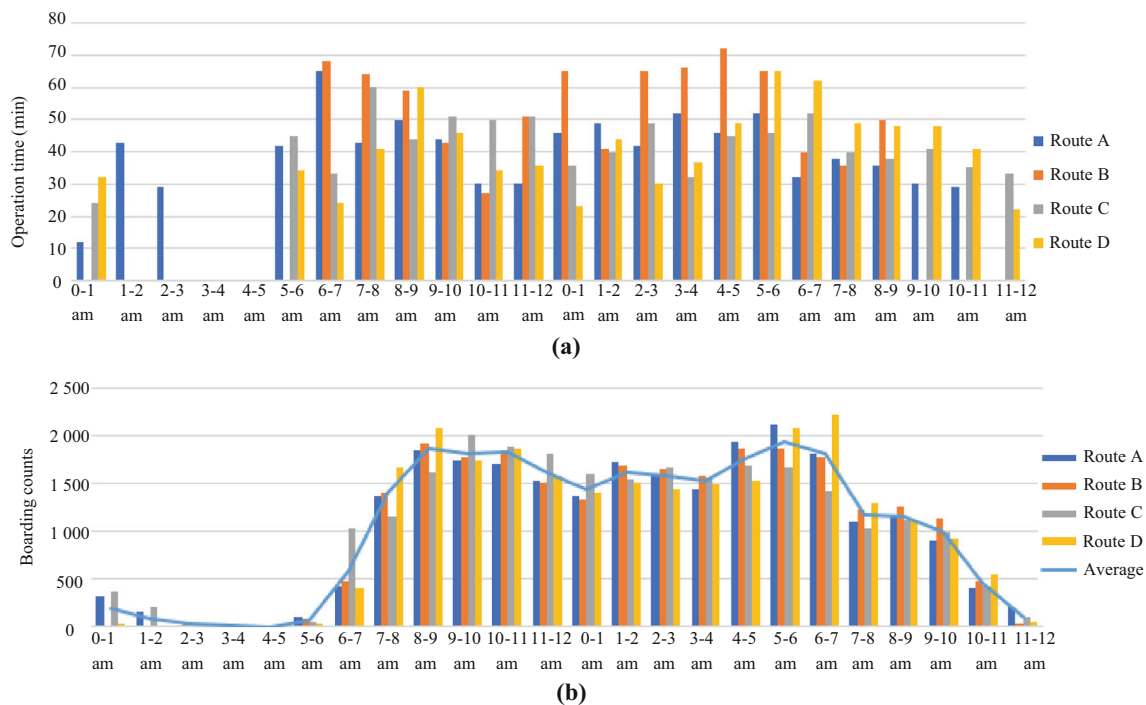 80
70
60
50
40
30
20
10
0
Operation time (min)
0-1 1-2 2-3 3-4 4-5 5-6 6-7 7-8 8-9 9-10 10-11 11-12 0-1 1-2 2-3 3-4 4-5 5-6 6-7 7-8 8-9 9-10 10-11 11-12
am am am am am am am am am am am am am am am am am am am am am am am am
Route A
Route B
Route C
Route D
(a)
2 500
2 000
1 500
1 000
500
0
Boarding counts
0-1 1-2 2-3 3-4 4-5 5-6 6-7 7-8 8-9 9-10 10-11 11-12 0-1 1-2 2-3 3-4 4-5 5-6 6-7 7-8 8-9 9-10 10-11 11-12
am am am am am am am am am am am am am am am am am am am am am am am am
Route A
Route B
Route C
Route D
Average
(b)